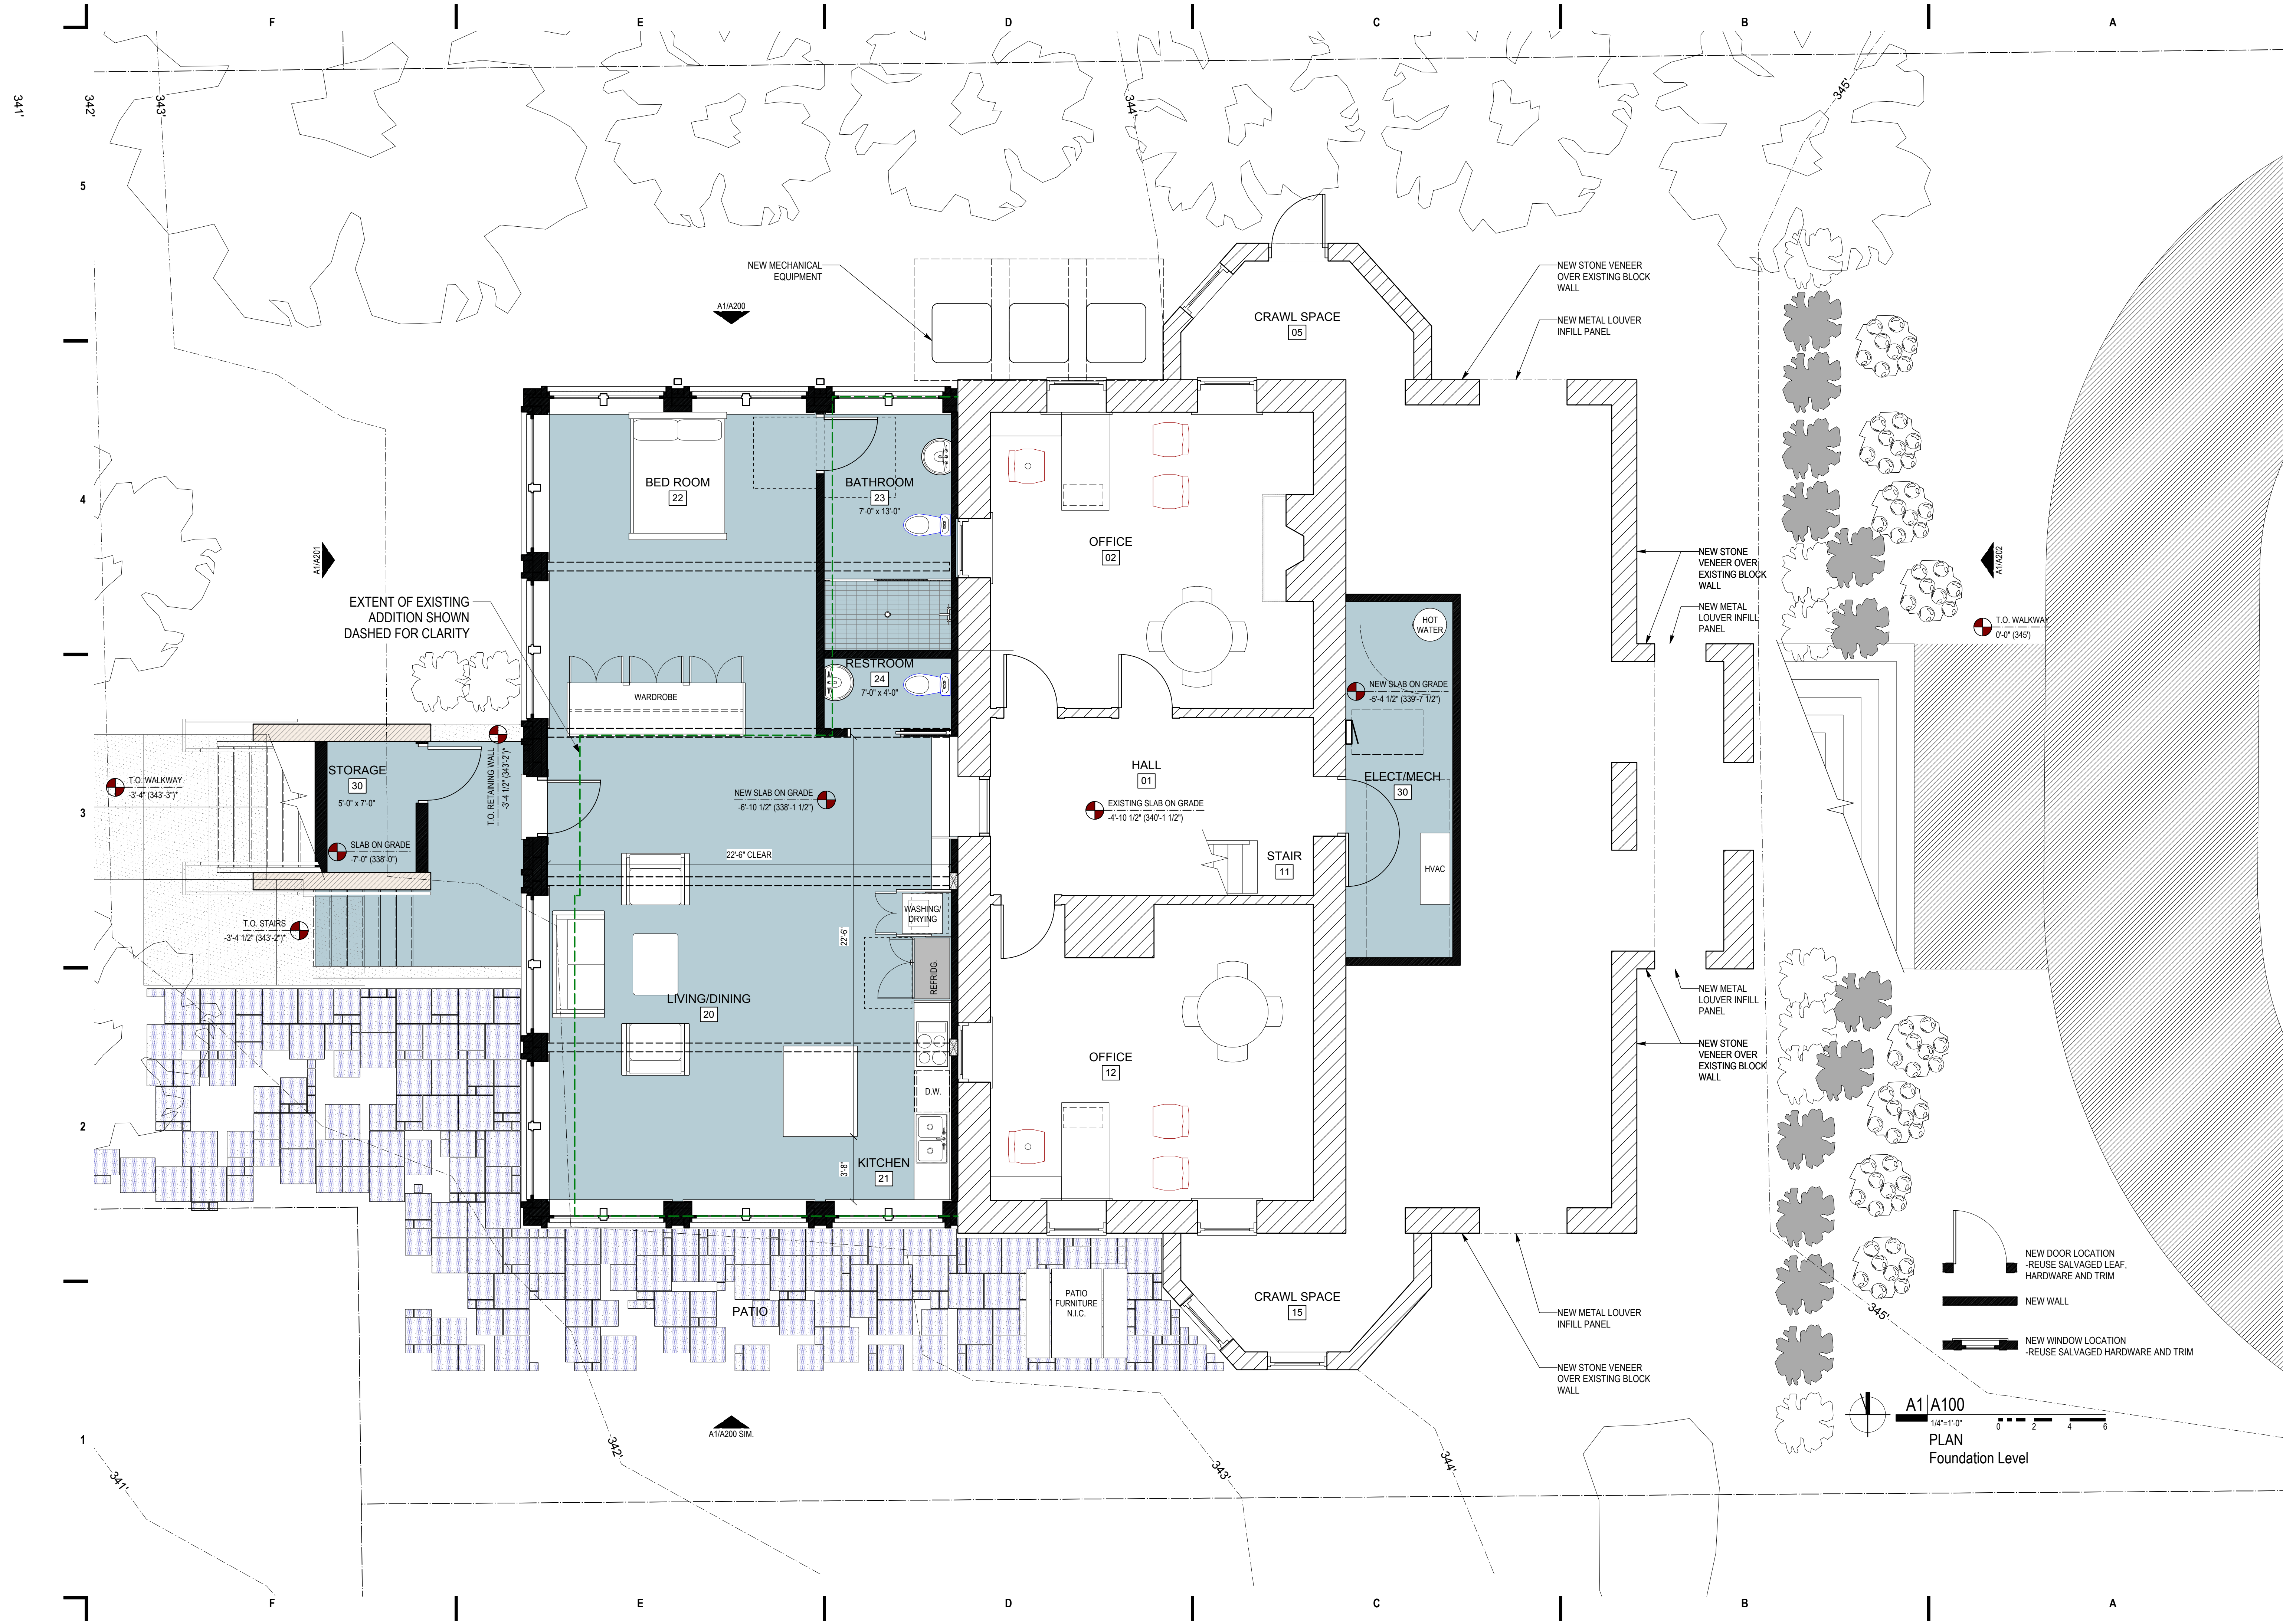 F
E
D
C
B
A
341'
342'
343'
344'
345'
5
NEW MECHANICAL
EQUIPMENT
A1/A200
CRAWL SPACE
05
NEW STONE VENEER
OVER EXISTING BLOCK
WALL
NEW METAL LOUVER
INFILL PANEL
4
BED ROOM
22
BATHROOM
23
7'-0" x 13'-0"
OFFICE
02
A1/A201
NEW STONE
VENEER OVER
EXISTING BLOCK
WALL
A1/A202
EXTENT OF EXISTING
ADDITION SHOWN
DASHED FOR CLARITY
NEW METAL
LOUVER INFILL
PANEL
HOT
WATER
T.O. WALKWAY
0'-0" (345')
RESTROOM
24
7'-0" x 4'-0"
WARDROBE
NEW SLAB ON GRADE
-5'-4 1/2" (339'-7 1/2")
3
T.O. WALKWAY
-3'-4" (343'-3")*
STORAGE
30
5'-0" x 7'-0"
T.O. RETAINING WALL
-3'-4 1/2" (343'-2")*
NEW SLAB ON GRADE
-6'-10 1/2" (338'-1 1/2")
HALL
01
EXISTING SLAB ON GRADE
-4'-10 1/2" (340'-1 1/2")
ELECT/MECH
30
SLAB ON GRADE
-7'-0" (338'-0")
22'-6" CLEAR
STAIR
11
HVAC
T.O. STAIRS
-3'-4 1/2" (343'-2")*
WASHING/
DRYING
22'-6"
REFRIDG.
LIVING/DINING
20
NEW METAL
LOUVER INFILL
PANEL
NEW STONE
VENEER OVER
EXISTING BLOCK
WALL
OFFICE
12
D.W.
2
KITCHEN
21
3'-8"
NEW DOOR LOCATION
-REUSE SALVAGED LEAF,
HARDWARE AND TRIM
NEW WALL
NEW WINDOW LOCATION
-REUSE SALVAGED HARDWARE AND TRIM
PATIO
PATIO
FURNITURE
N.I.C.
CRAWL SPACE
15
NEW METAL LOUVER
INFILL PANEL
345'
NEW STONE VENEER
OVER EXISTING BLOCK
WALL
A1
A100
1/4"=1'-0"
0 2 4 6
PLAN
Foundation Level
1
A1/A200 SIM.
341'
342'
343'
344'
F
E
D
C
B
A